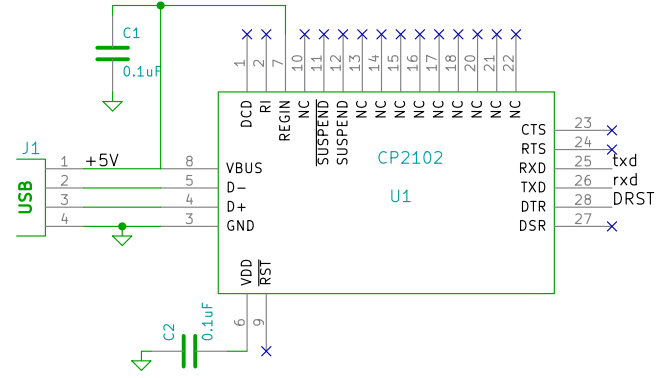 C1
0.1uF
1 2 7 10 11 12 13 14 15 16 17 18 20 21 22
DCD RI REGIN NC SUSPEND SUSPEND NC NC NC NC NC NC NC NC NC
J1
USB
1 +5V 8 VBUS
2 5 D-
3 4 D+
4 3 GND
CP2102
U1
CTS 23
RTS 24
RXD 25 txd
TXD 26 rxd
DTR 28 DRST
DSR 27
VDD RST
6 9
C2
0.1uF